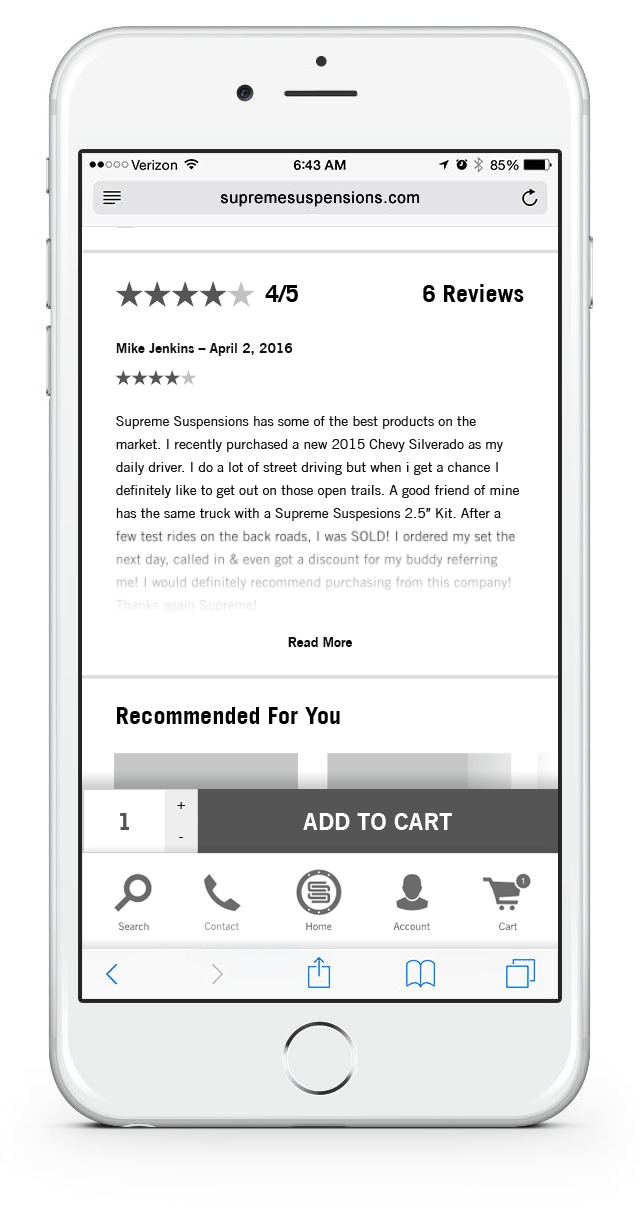 Verizon 6:43 AM 85%
supremesuspensions.com
4/5 6 Reviews
Mike Jenkins – April 2, 2016
Supreme Suspensions has some of the best products on the
market. I recently purchased a new 2015 Chevy Silverado as my
daily driver. I do a lot of street driving but when i get a chance I
definitely like to get out on those open trails. A good friend of mine
has the same truck with a Supreme Suspesions 2.5″ Kit. After a
few test rides on the back roads, I was SOLD! I ordered my set the
next day, called in & even got a discount for my buddy referring
me! I would definitely recommend purchasing from this company!
Thanks again Supreme!
Read More
Recommended For You
1 + - ADD TO CART
1
Search Contact Home Account Cart